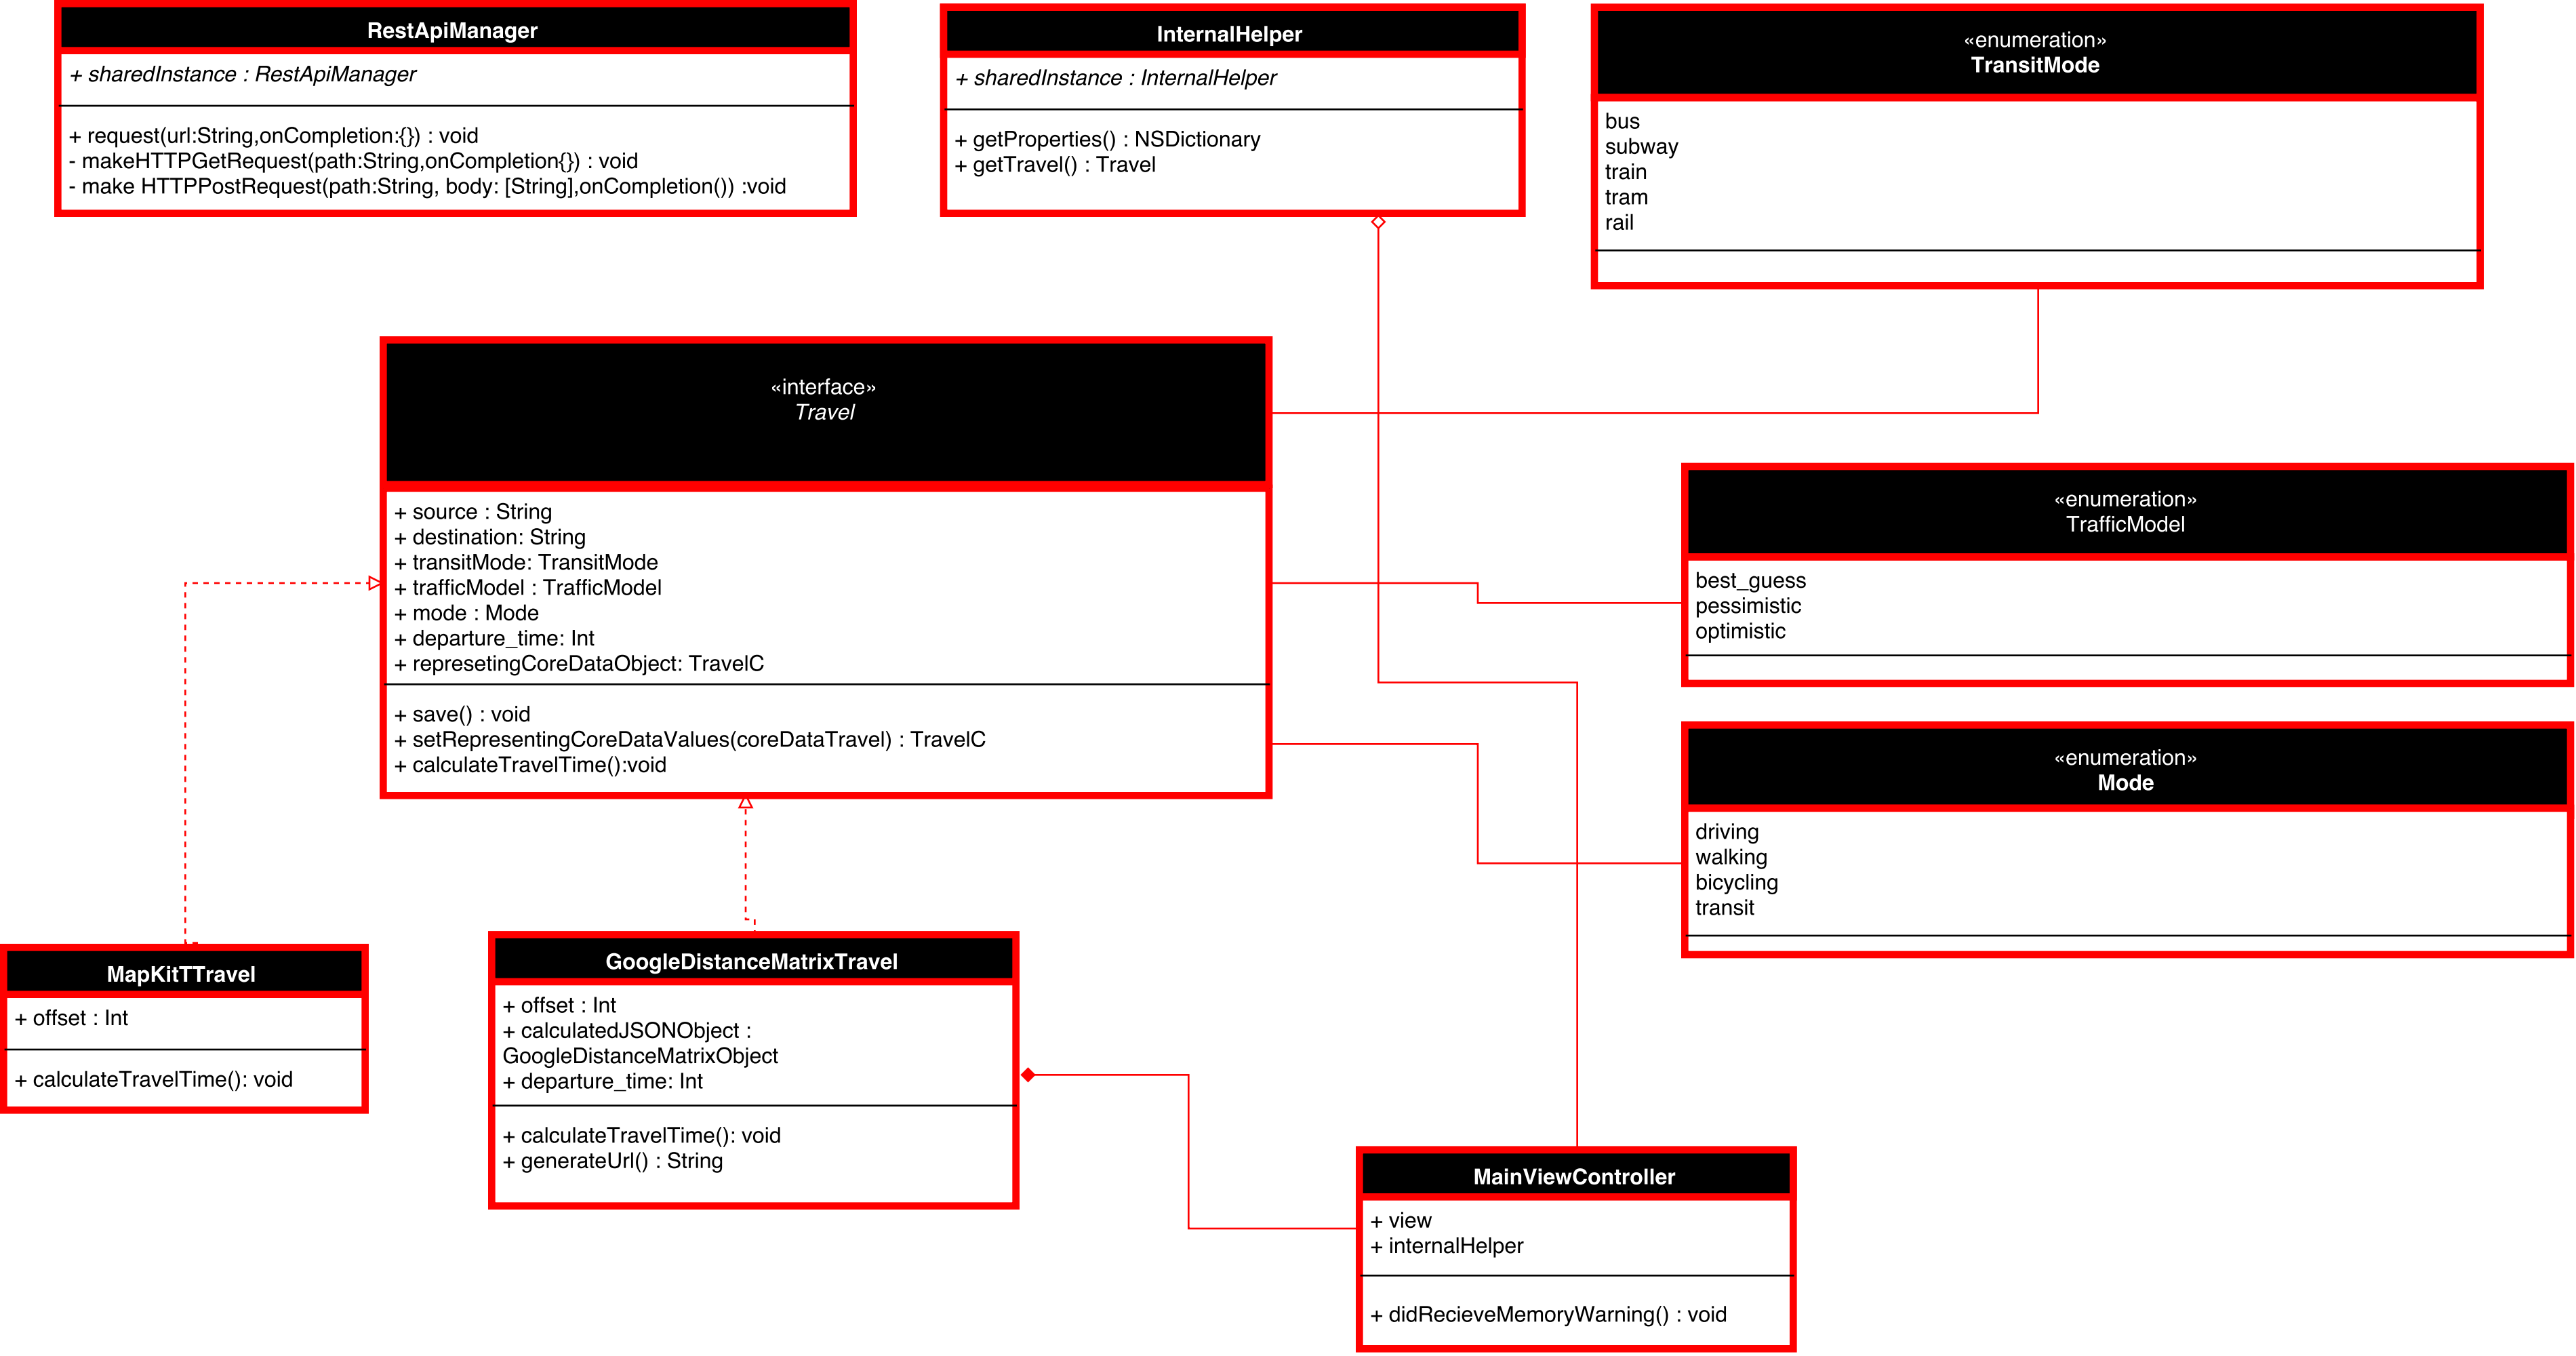 RestApiManager
+ sharedInstance : RestApiManager
+ request(url:String,onCompletion:{}) : void
- makeHTTPGetRequest(path:String,onCompletion{}) : void
- make HTTPPostRequest(path:String, body: [String],onCompletion()) :void
InternalHelper
+ sharedInstance : InternalHelper
+ getProperties() : NSDictionary
+ getTravel() : Travel
«enumeration»
TransitMode
bus
subway
train
tram
rail
«interface»
Travel
+ source : String
+ destination: String
+ transitMode: TransitMode
+ trafficModel : TrafficModel
+ mode : Mode
+ departure_time: Int
+ represetingCoreDataObject: TravelC
+ save() : void
+ setRepresentingCoreDataValues(coreDataTravel) : TravelC
+ calculateTravelTime():void
«enumeration»
TrafficModel
best_guess
pessimistic
optimistic
«enumeration»
Mode
driving
walking
bicycling
transit
MapKitTTravel
+ offset : Int
+ calculateTravelTime(): void
GoogleDistanceMatrixTravel
+ offset : Int
+ calculatedJSONObject :
GoogleDistanceMatrixObject
+ departure_time: Int
+ calculateTravelTime(): void
+ generateUrl() : String
MainViewController
+ view
+ internalHelper
+ didRecieveMemoryWarning() : void